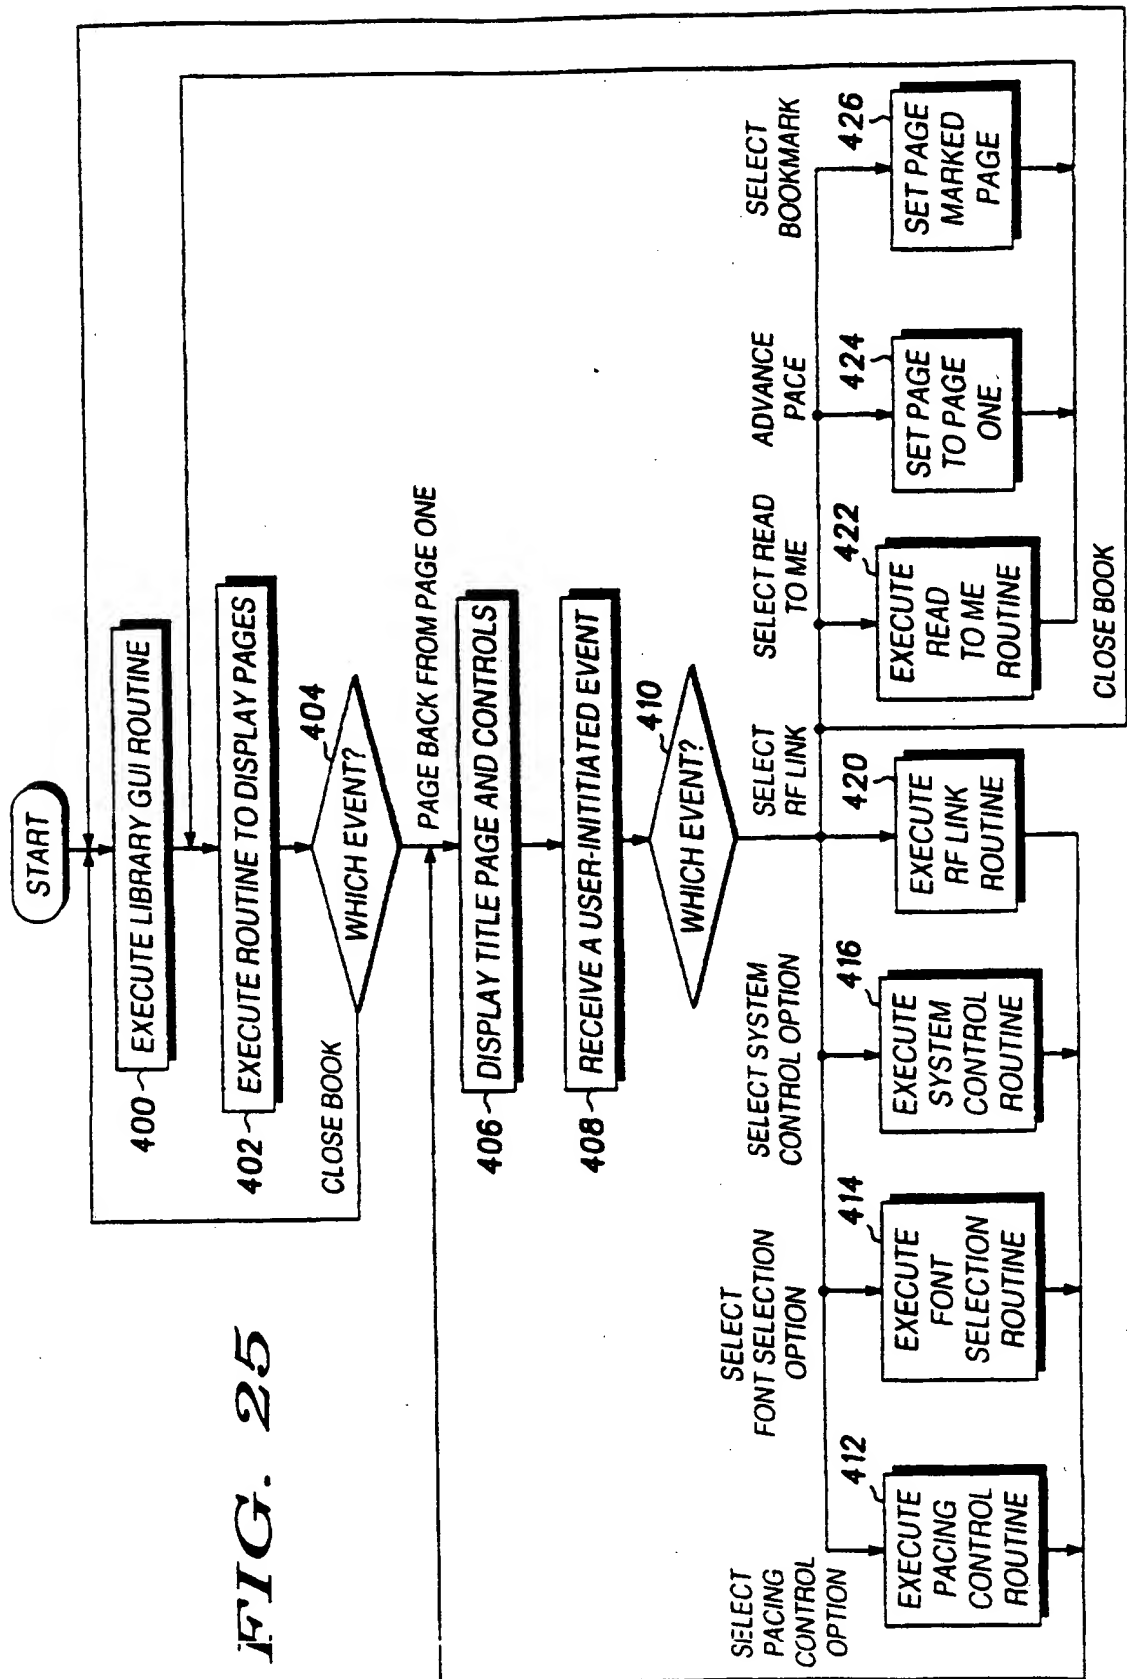 FIG. 25
START
400
EXECUTE LIBRARY GUI ROUTINE
402
EXECUTE ROUTINE TO DISPLAY PAGES
404
WHICH EVENT?
CLOSE BOOK
PAGE BACK FROM PAGE ONE
406
DISPLAY TITLE PAGE AND CONTROLS
408
RECEIVE A USER-INITITATED EVENT
410
WHICH EVENT?
SELECT
PACING
CONTROL
OPTION
412
EXECUTE
PACING
CONTROL
ROUTINE
SELECT
FONT SELECTION
OPTION
414
EXECUTE
FONT
SELECTION
ROUTINE
SELECT SYSTEM
CONTROL OPTION
416
EXECUTE
SYSTEM
CONTROL
ROUTINE
SELECT
RF LINK
420
EXECUTE
RF LINK
ROUTINE
SELECT READ
TO ME
422
EXECUTE
READ
TO ME
ROUTINE
ADVANCE
PACE
424
SET PAGE
TO PAGE
ONE
SELECT
BOOKMARK
426
SET PAGE
MARKED
PAGE
CLOSE BOOK